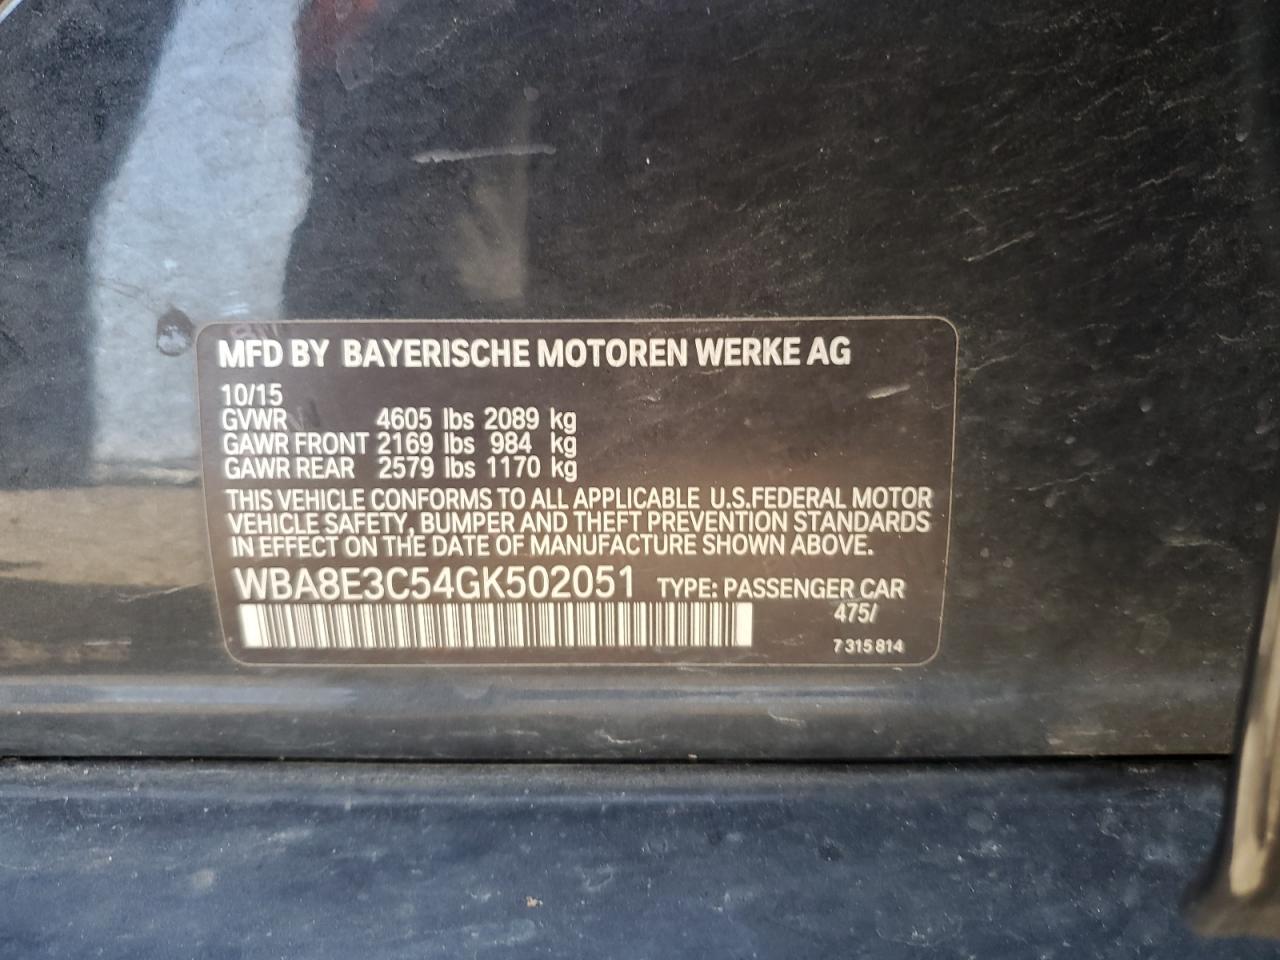 MFD BY BAYERISCHE MOTOREN WERKE AG
10/15
GVWR 4605 lbs 2089 kg
GAWR FRONT 2169 lbs 984 kg
GAWR REAR 2579 lbs 1170 kg
THIS VEHICLE CONFORMS TO ALL APPLICABLE U.S.FEDERAL MOTOR
VEHICLE SAFETY, BUMPER AND THEFT PREVENTION STANDARDS
IN EFFECT ON THE DATE OF MANUFACTURE SHOWN ABOVE.
WBA8E3C54GK502051 TYPE: PASSENGER CAR
475/
7 315 814